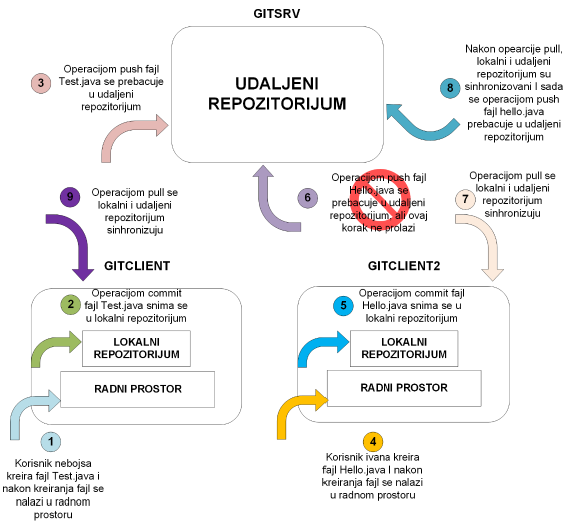 GITSRV
UDALJENI
REPOZITORIJUM
3
Operacijom push fajl
Test.java se prebacuje
u udaljeni
repozitorijum
Nakon opearcije pull,
lokalni i udaljeni
repozitorijum su
sinhronizovani I sada
se operacijom push
fajl hello.java
prebacuje u udaljeni
repozitorijum
8
9
Operacijom pull se
lokalni i udaljeni
repozitorijum
sinhronizuju
6
Operacijom push fajl
Hello.java se
prebacuje u udaljeni
repozitorijum, ali ovaj
korak ne prolazi
7
Operacijom pull se
lokalni i udaljeni
repozitorijum
sinhronizuju
GITCLIENT
2
Operacijom commit
fajl Test.java snima se
u lokalni repozitorijum
LOKALNI
REPOZITORIJUM
RADNI PROSTOR
1
Korisnik nebojsa
kreira fajl Test.java i
nakon kreiranja fajl se
nalazi u radnom
prostoru
GITCLIENT2
5
Operacijom commit fajl
Hello.java snima se u
lokalni repozitorijum
LOKALNI
REPOZITORIJUM
RADNI PROSTOR
4
Korisnik ivana kreira
fajl Hello.java I nakon
kreiranja fajl se nalazi
u radnom prostoru